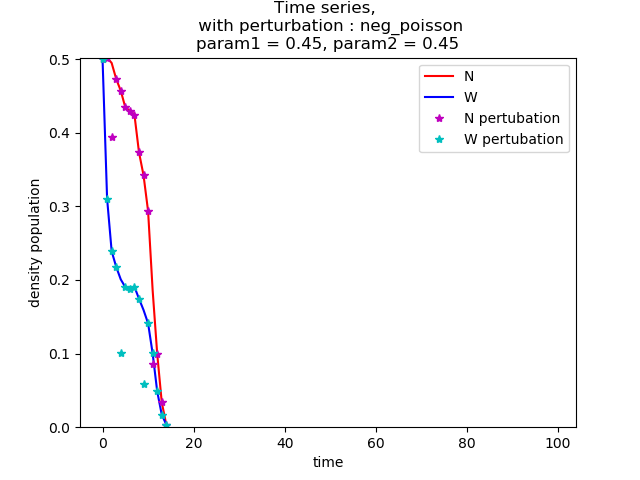 Time series,
with perturbation : neg_poisson
param1 = 0.45, param2 = 0.45
N
W
N pertubation
W pertubation
density population
0.5
0.4
0.3
0.2
0.1
0.0
0 20 40 60 80 100
time